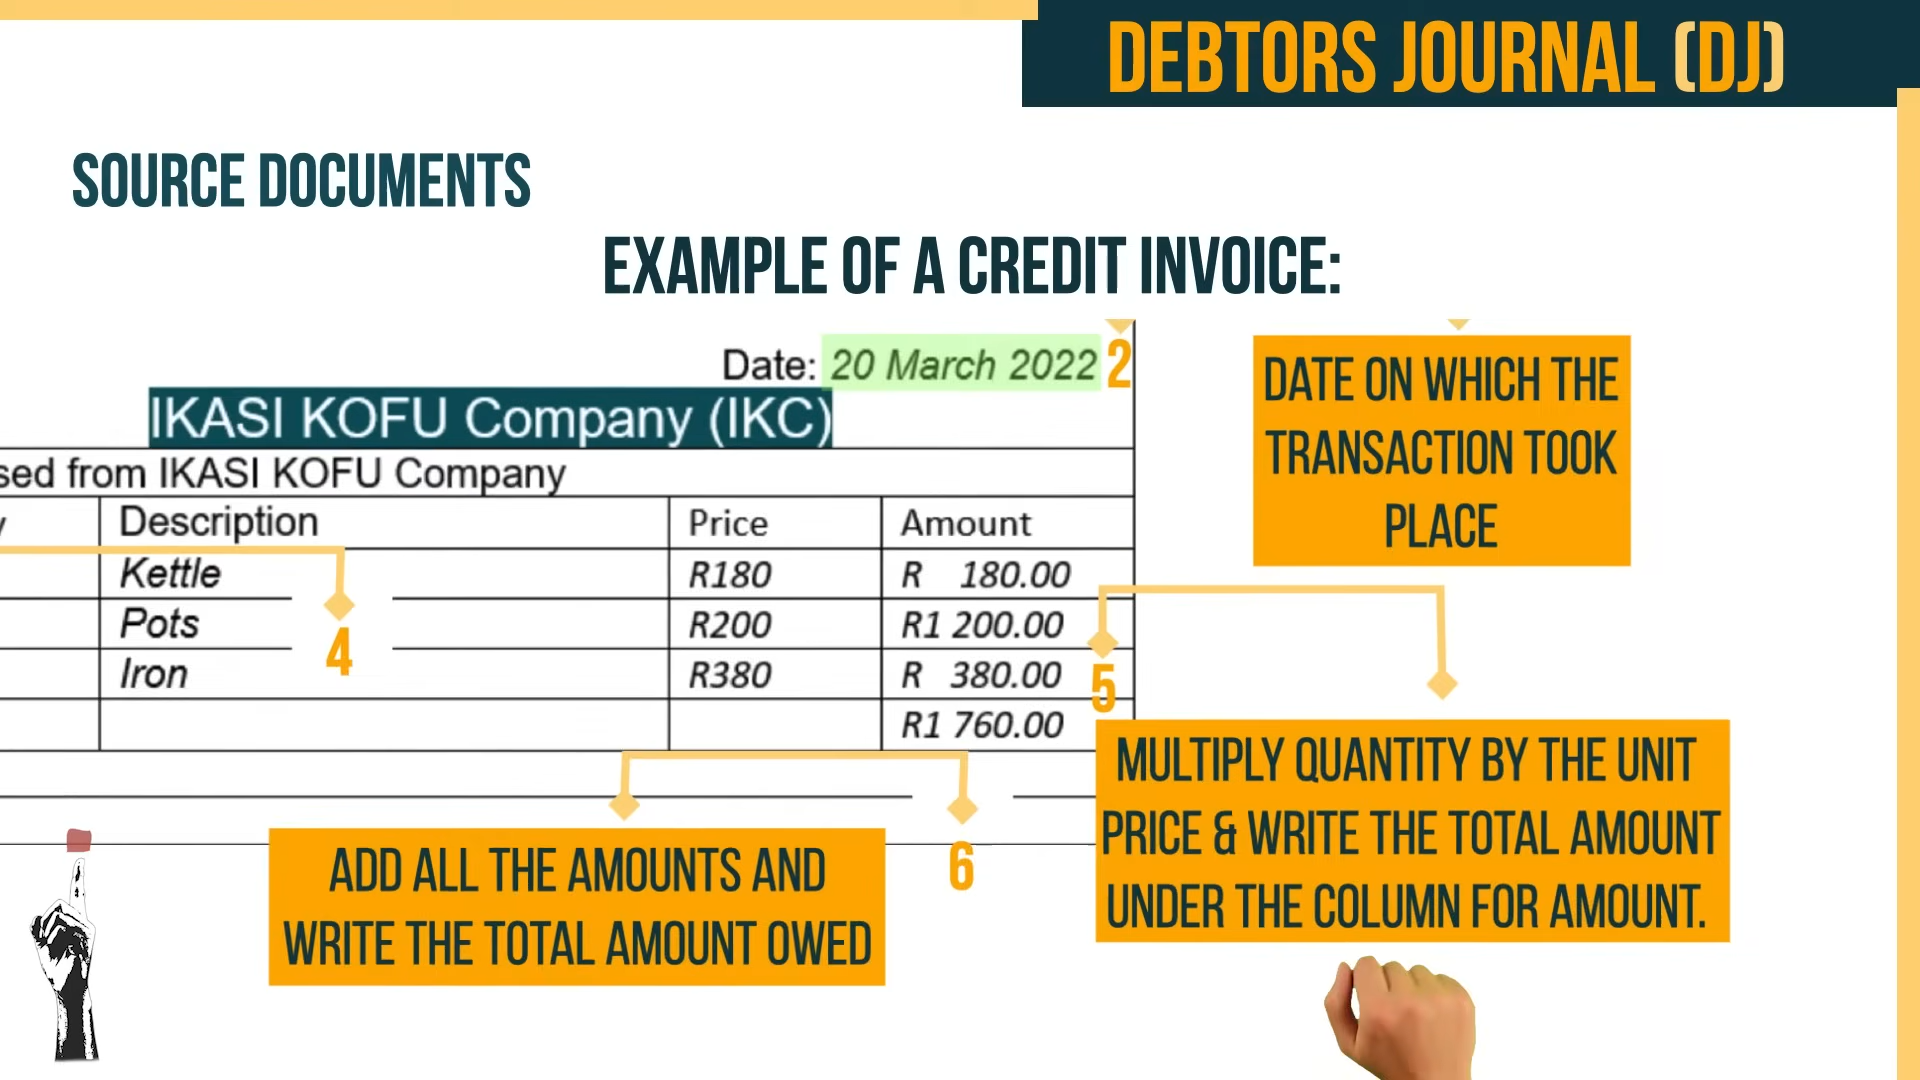 DEBTORS JOURNAL (DJ)
SOURCE DOCUMENTS
EXAMPLE OF A CREDIT INVOICE:
Date: 20 March 2022 2
IKASI KOFU Company (IKC)
sed from IKASI KOFU Company
Description Price Amount
Kettle R180 R 180.00
Pots R200 R1 200.00
Iron R380 R 380.00
R1 760.00
4
5
6
DATE ON WHICH THE
TRANSACTION TOOK
PLACE
MULTIPLY QUANTITY BY THE UNIT
PRICE & WRITE THE TOTAL AMOUNT
UNDER THE COLUMN FOR AMOUNT.
ADD ALL THE AMOUNTS AND
WRITE THE TOTAL AMOUNT OWED